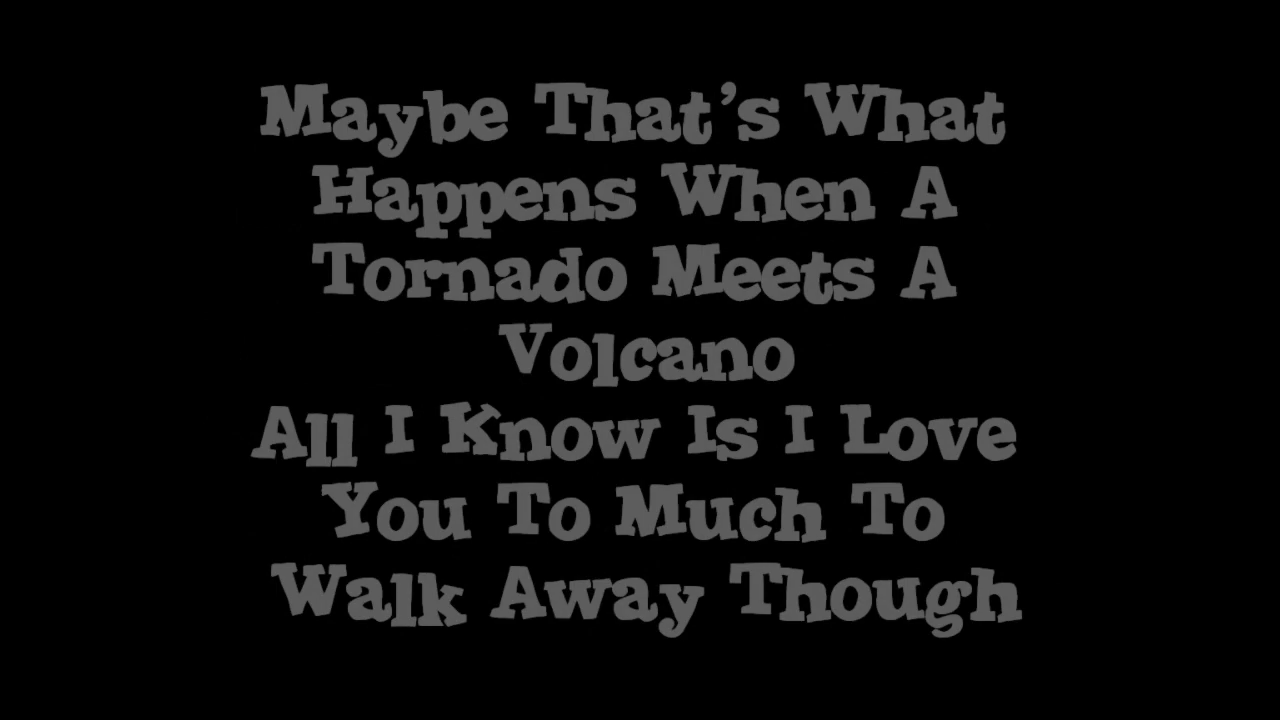 Maybe That's What
Happens When A
Tornado Meets A
Volcano
All I Know Is I Love
You To Much To
Walk Away Though